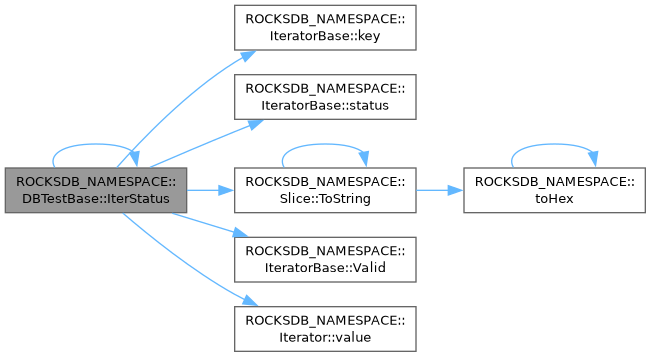 ROCKSDB_NAMESPACE::
IteratorBase::key
ROCKSDB_NAMESPACE::
IteratorBase::status
ROCKSDB_NAMESPACE::
DBTestBase::IterStatus
ROCKSDB_NAMESPACE::
Slice::ToString
ROCKSDB_NAMESPACE::
toHex
ROCKSDB_NAMESPACE::
IteratorBase::Valid
ROCKSDB_NAMESPACE::
Iterator::value